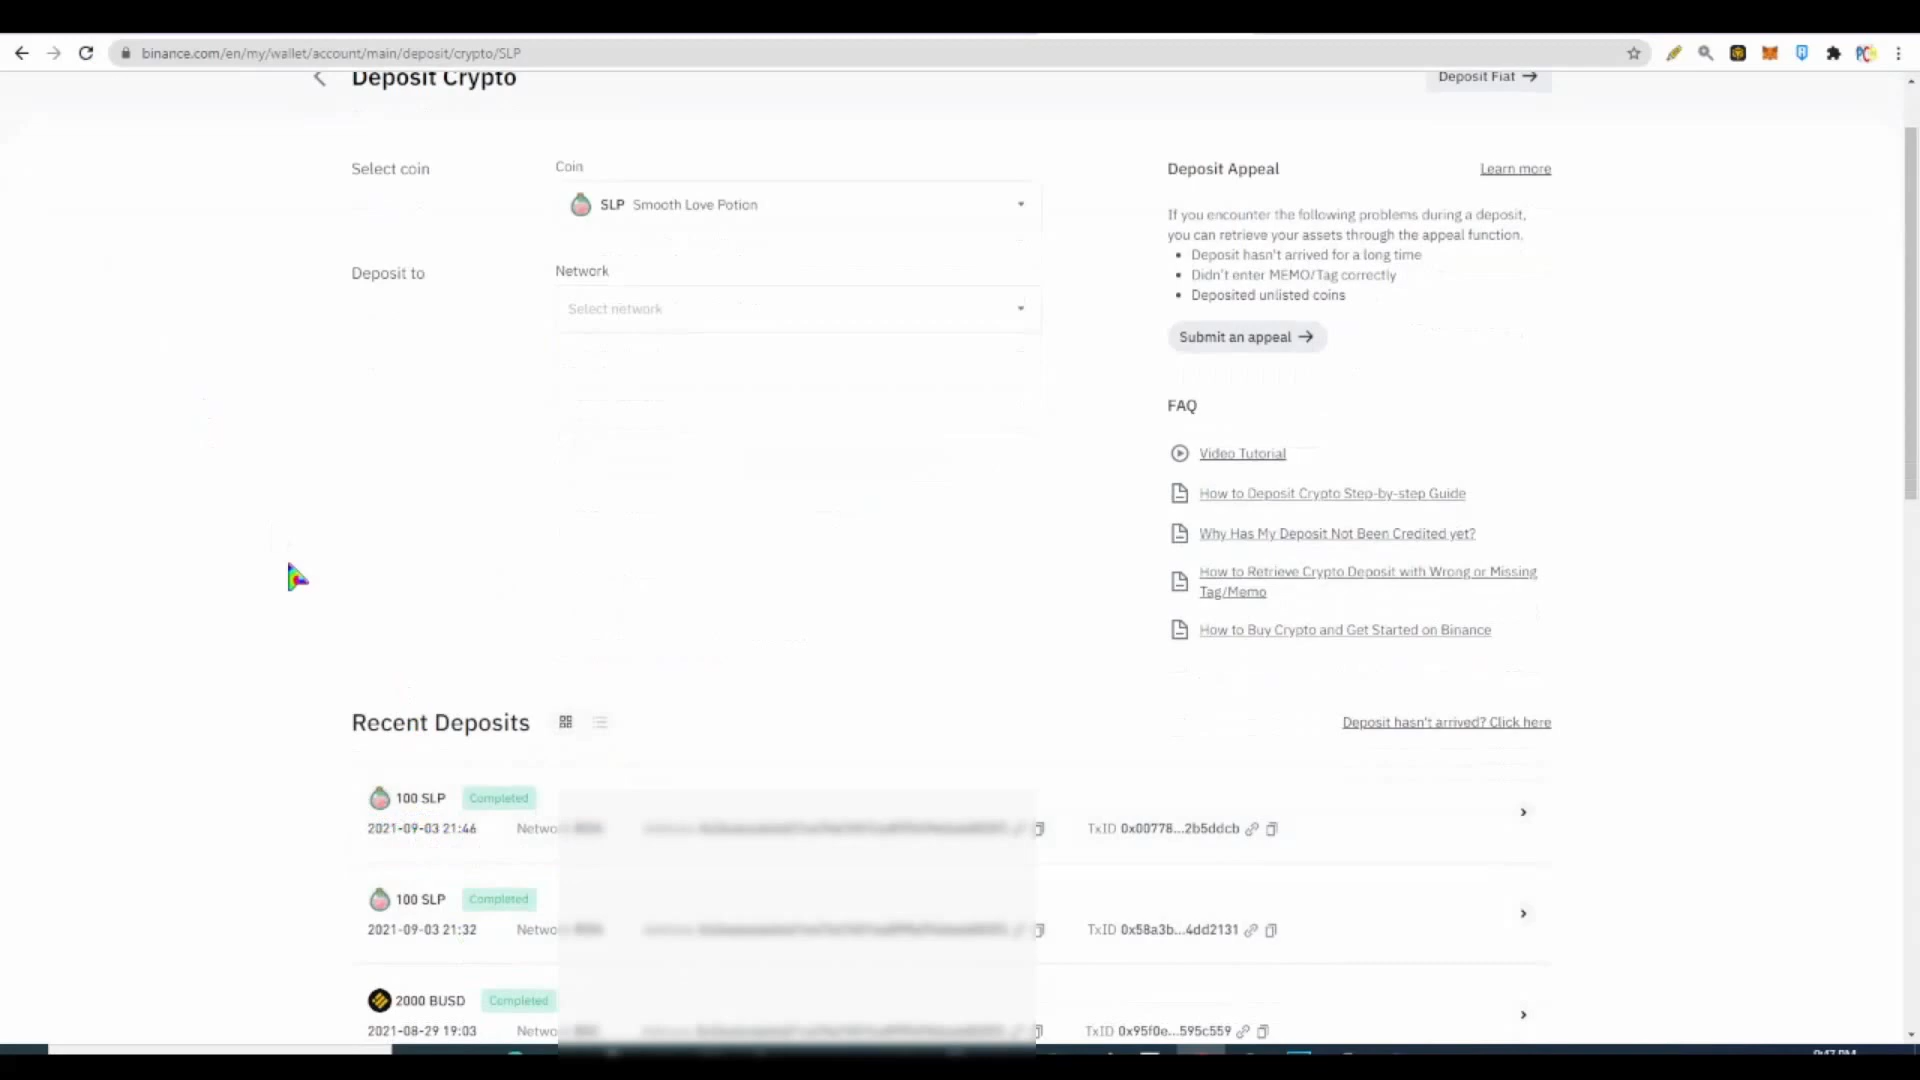 binance.com/en/my/wallet/account/main/deposit/crypto/SLP
Deposit Crypto
Deposit Fiat →
Select coin
Coin
SLP Smooth Love Potion
Deposit to
Network
Select network
Deposit Appeal
Learn more
If you encounter the following problems during a deposit,
you can retrieve your assets through the appeal function.
• Deposit hasn't arrived for a long time
• Didn't enter MEMO/Tag correctly
• Deposited unlisted coins
Submit an appeal →
FAQ
Video Tutorial
How to Deposit Crypto Step-by-step Guide
Why Has My Deposit Not Been Credited yet?
How to Retrieve Crypto Deposit with Wrong or Missing
Tag/Memo
How to Buy Crypto and Get Started on Binance
Recent Deposits
Deposit hasn't arrived? Click here
100 SLP Completed
2021-09-03 21:46 Netwo TxID 0x00778...2b5ddcb
100 SLP Completed
2021-09-03 21:32 Netwo TxID 0x58a3b...4dd2131
2000 BUSD Completed
2021-08-29 19:03 Netwo TxID 0x95f0e...595c559